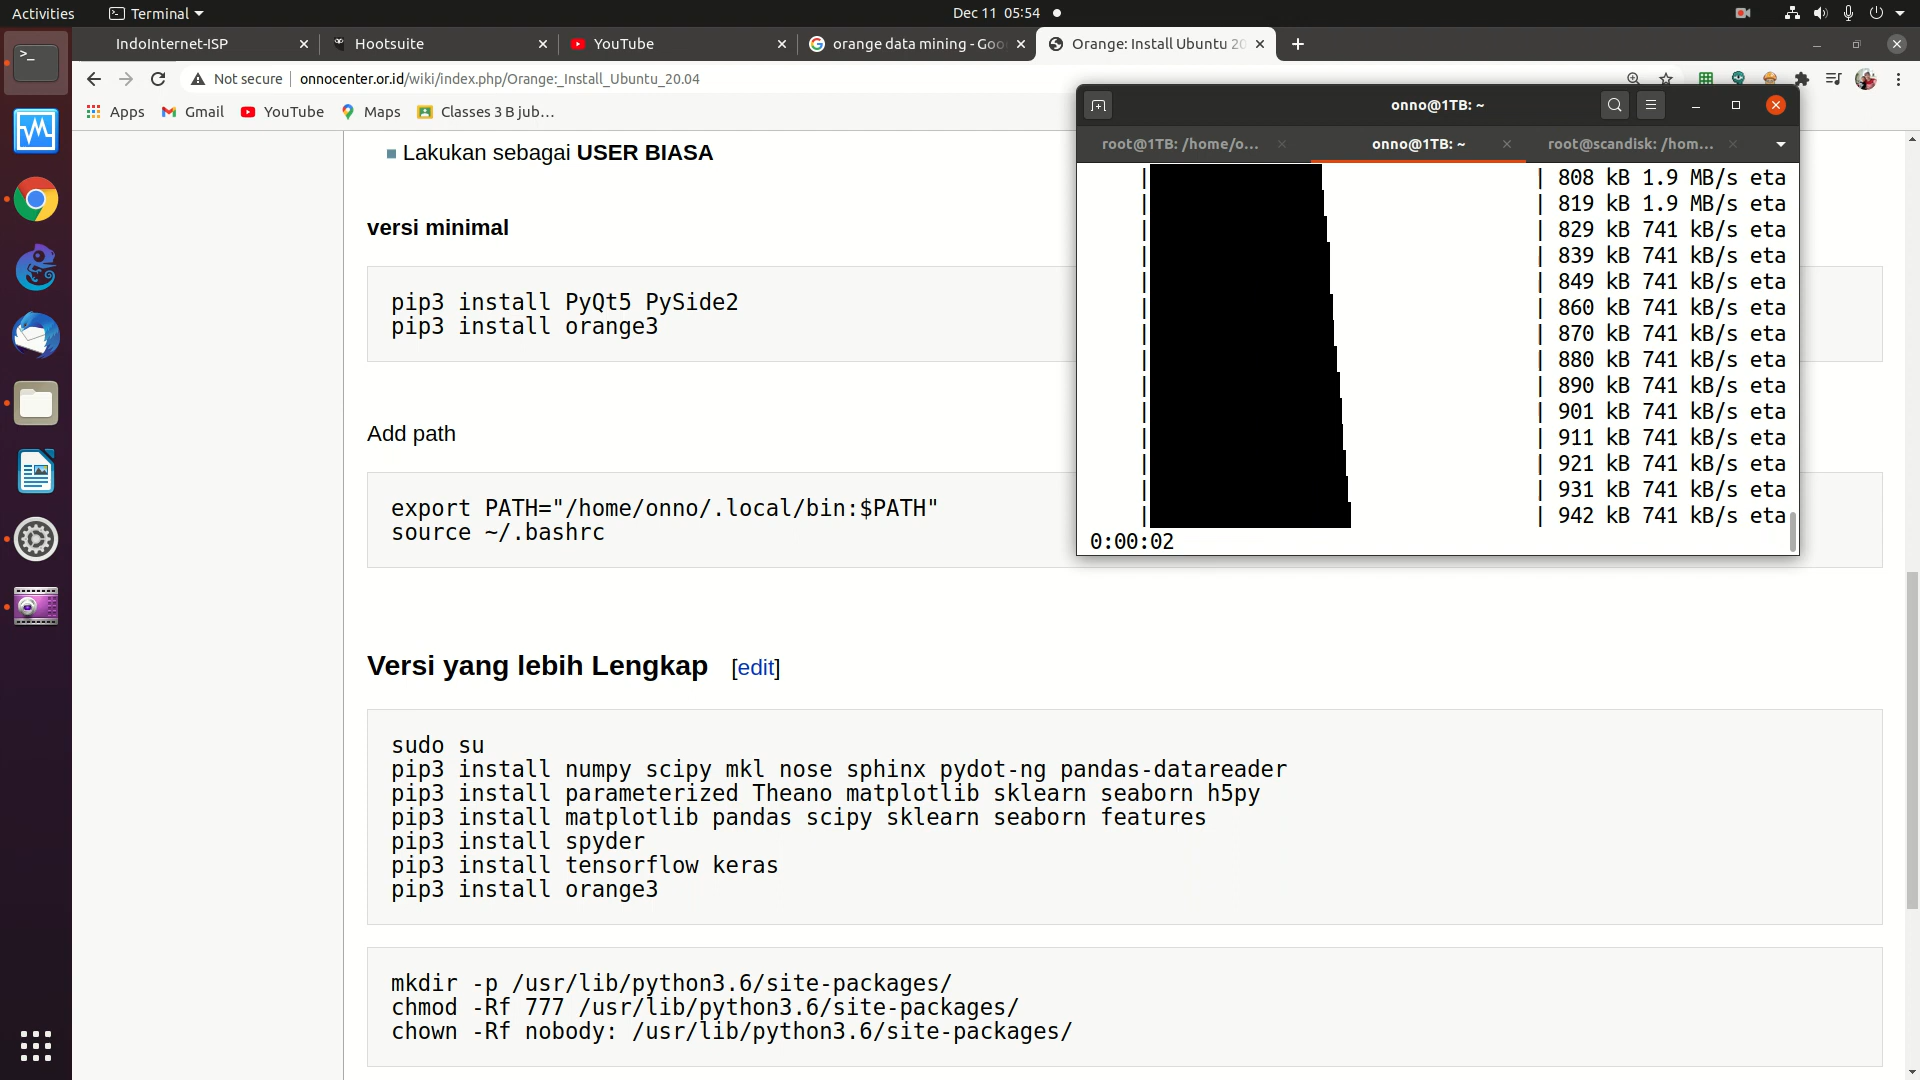 Activities
Terminal
Dec 11 05:54
IndoInternet-ISP
Hootsuite
YouTube
orange data mining - Goo
Orange: Install Ubuntu 20
Not secure | onnocenter.or.id/wiki/index.php/Orange:_Install_Ubuntu_20.04
Apps
Gmail
YouTube
Maps
Classes 3 B jub…
Lakukan sebagai USER BIASA
versi minimal
pip3 install PyQt5 PySide2
pip3 install orange3
Add path
export PATH="/home/onno/.local/bin:$PATH"
source ~/.bashrc
Versi yang lebih Lengkap [edit]
sudo su
pip3 install numpy scipy mkl nose sphinx pydot-ng pandas-datareader
pip3 install parameterized Theano matplotlib sklearn seaborn h5py
pip3 install matplotlib pandas scipy sklearn seaborn features
pip3 install spyder
pip3 install tensorflow keras
pip3 install orange3
mkdir -p /usr/lib/python3.6/site-packages/
chmod -Rf 777 /usr/lib/python3.6/site-packages/
chown -Rf nobody: /usr/lib/python3.6/site-packages/
onno@1TB: ~
root@1TB: /home/o...
onno@1TB: ~
root@scandisk: /hom...
| | 808 kB 1.9 MB/s eta
| | 819 kB 1.9 MB/s eta
| | 829 kB 741 kB/s eta
| | 839 kB 741 kB/s eta
| | 849 kB 741 kB/s eta
| | 860 kB 741 kB/s eta
| | 870 kB 741 kB/s eta
| | 880 kB 741 kB/s eta
| | 890 kB 741 kB/s eta
| | 901 kB 741 kB/s eta
| | 911 kB 741 kB/s eta
| | 921 kB 741 kB/s eta
| | 931 kB 741 kB/s eta
| | 942 kB 741 kB/s eta
0:00:02